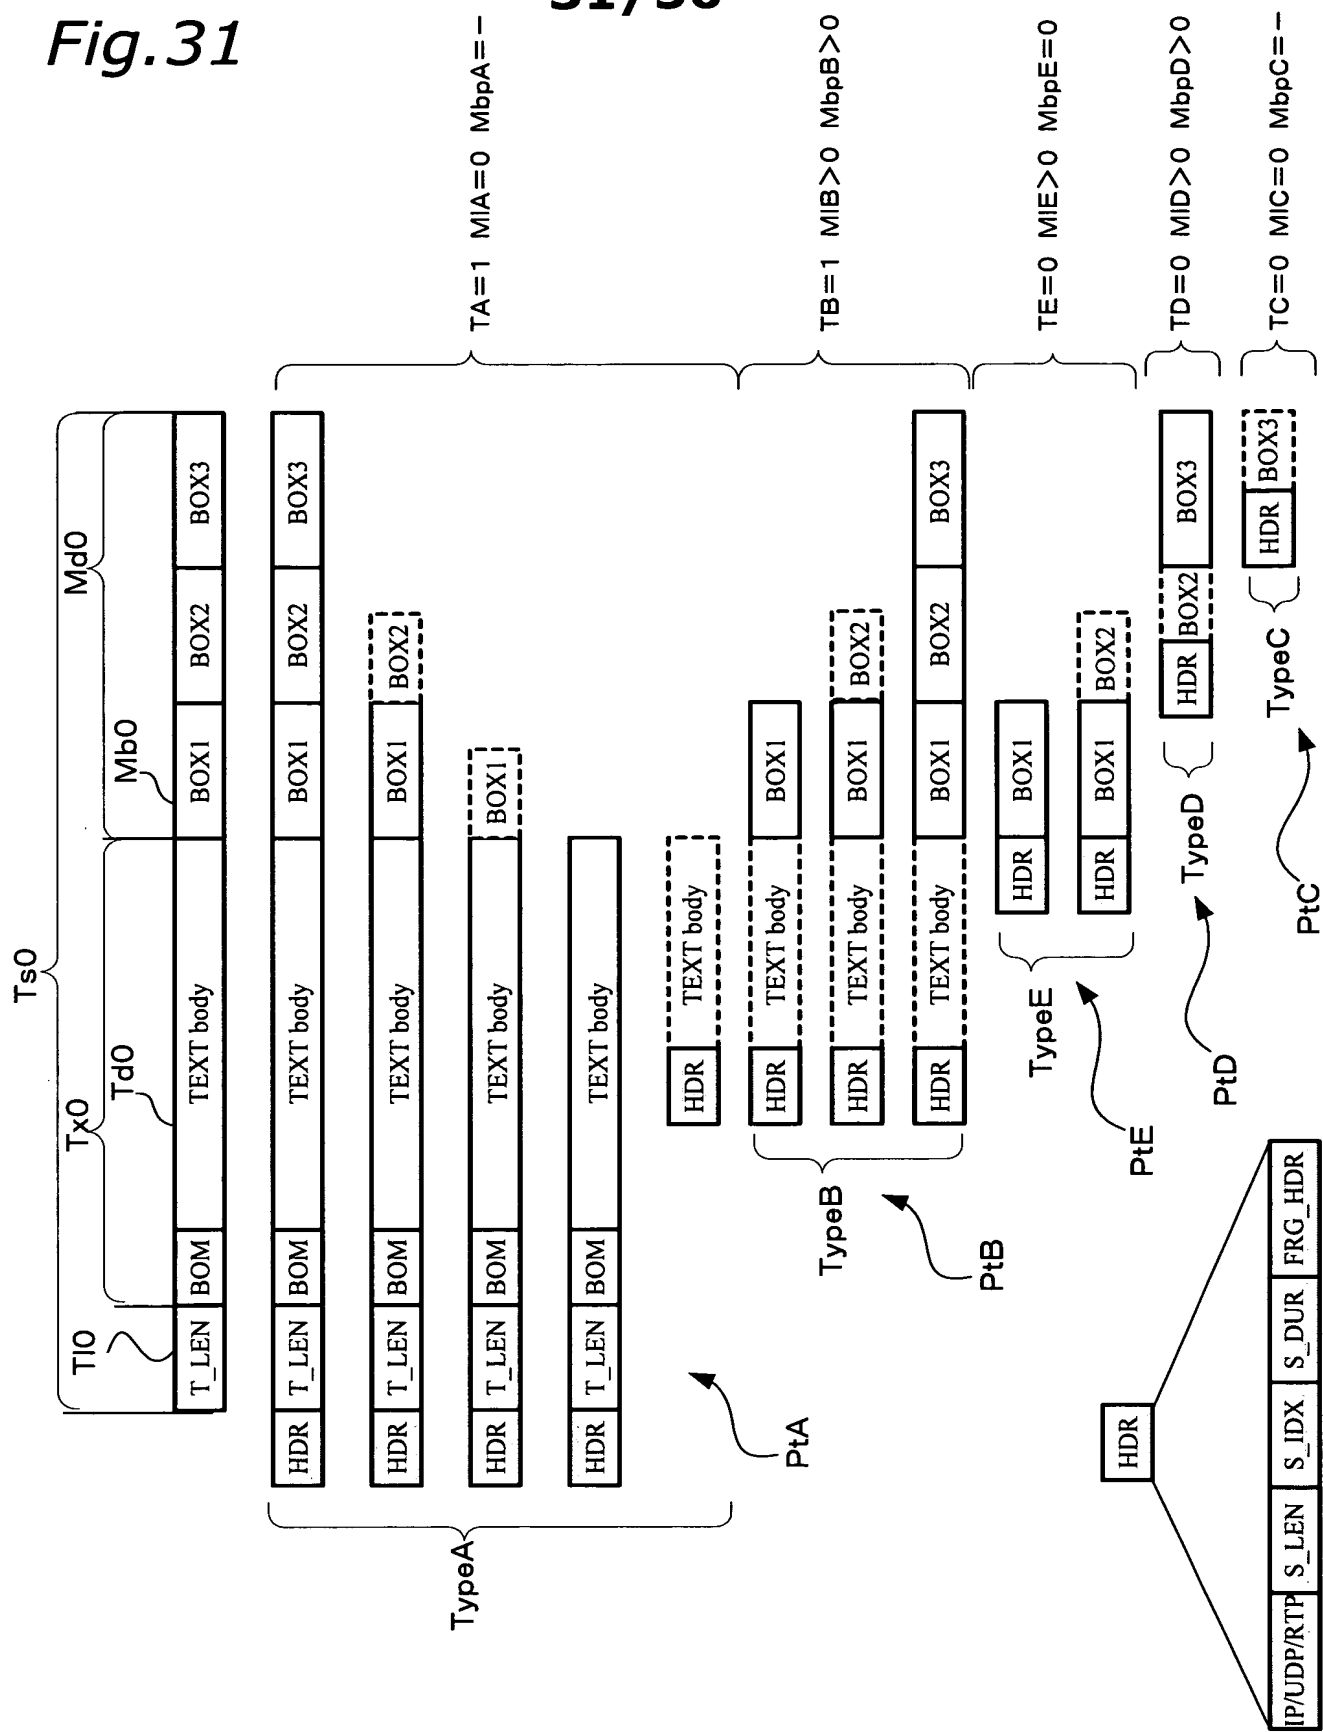 Fig.31
Ts0
Tx0
Md0
Tl0
Td0
Mb0
T_LEN BOM TEXT body BOX1 BOX2 BOX3
HDR T_LEN BOM TEXT body BOX1 BOX2 BOX3
HDR T_LEN BOM TEXT body BOX1 BOX2
HDR T_LEN BOM TEXT body BOX1
HDR T_LEN BOM TEXT body
HDR TEXT body
TypeA
PtA
TA=1 MIA=0 MbpA=-
HDR TEXT body BOX1
HDR TEXT body BOX1 BOX2
HDR TEXT body BOX1 BOX2 BOX3
TypeB
PtB
TB=1 MIB>0 MbpB>0
HDR BOX1
HDR BOX1 BOX2
TypeE
PtE
TE=0 MIE>0 MbpE=0
HDR BOX2 BOX3
TypeD
PtD
TD=0 MID>0 MbpD>0
HDR BOX3
TypeC
PtC
TC=0 MIC=0 MbpC=-
HDR
IP/UDP/RTP S_LEN S_IDX S_DUR FRG_HDR